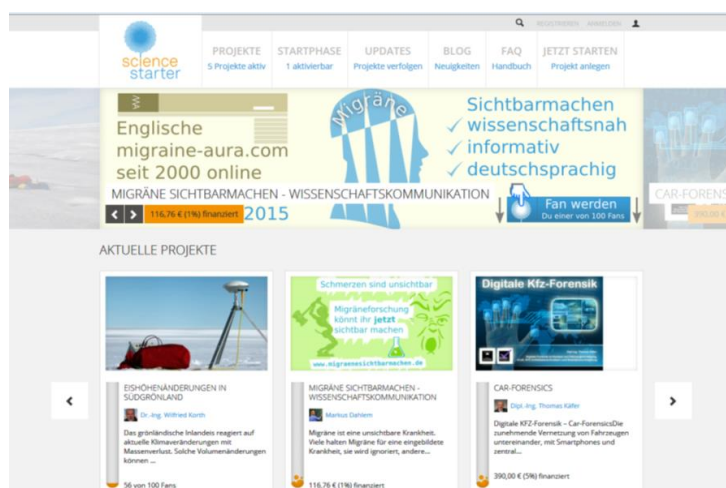 science
starter
REGISTRIEREN ANMELDEN
PROJEKTE STARTPHASE UPDATES BLOG FAQ JETZT STARTEN
5 Projekte aktiv 1 aktivierbar Projekte verfolgen Neuigkeiten Handbuch Projekt anlegen
Englische
migraine-aura.com
seit 2000 online
Migräne
Sichtbarmachen
✓ wissenschaftsnah
✓ informativ
✓ deutschsprachig
MIGRÄNE SICHTBARMACHEN - WISSENSCHAFTSKOMMUNIKATION
116,76 € (1%) finanziert
2015
Fan werden
Du einer von 100 Fans
CAR-FORENS
390,00 €
AKTUELLE PROJEKTE
EISHÖHENÄNDERUNGEN IN
SÜDGRÖNLAND
Dr.-Ing. Wilfried Korth
Das grönländische Inlandeis reagiert auf
aktuelle Klimaveränderungen mit
Massenverlust. Solche Volumenänderungen
können ...
56 von 100 Fans
Schmerzen sind unsichtbar
Migräneforschung
könnt ihr jetzt
sichtbar machen
www.migraenesichtbarmachen.de
MIGRÄNE SICHTBARMACHEN -
WISSENSCHAFTSKOMMUNIKATION
Markus Dahlem
Migräne ist eine unsichtbare Krankheit.
Viele halten Migräne für eine eingebildete
Krankheit, sie wird ignoriert, andere...
116,76 € (1%) finanziert
Digitale Kfz-Forensik
CAR-FORENSICS
Dipl.-Ing. Thomas Käfer
Digitale KFZ-Forensik – Car-ForensicsDie
zunehmende Vernetzung von Fahrzeugen
untereinander, mit Smartphones und
zentral...
390,00 € (5%) finanziert